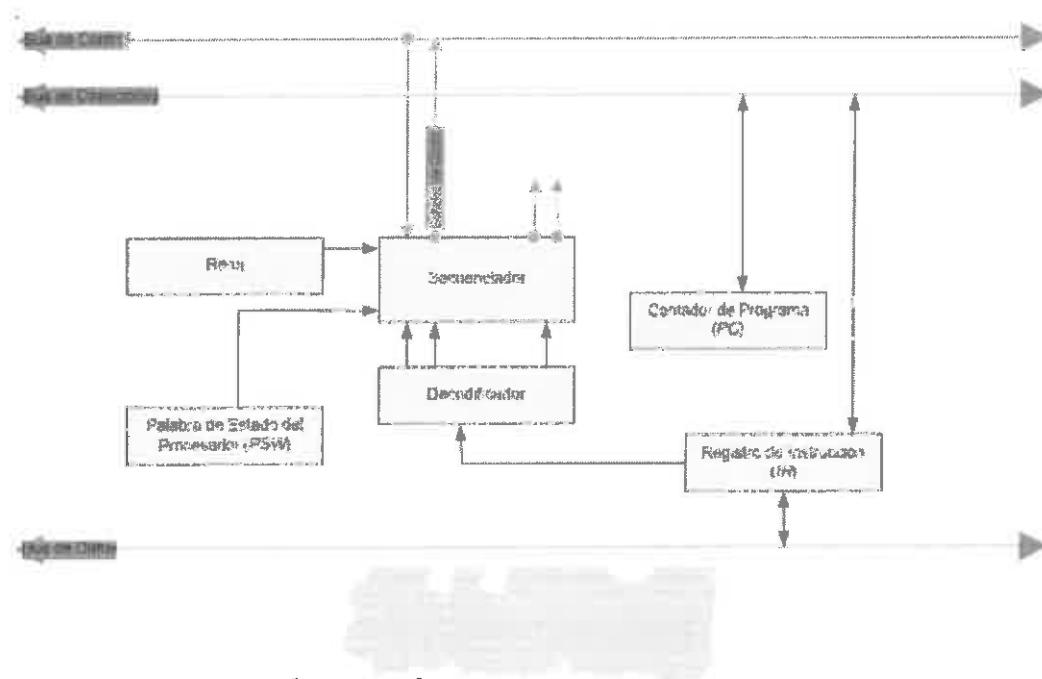 Bus de Control
Bus de Direcciones
Reloj
Secuenciador
Contador de Programa
(PC)
Decodificador
Palabra de Estado del
Procesador (PSW)
Registro de Instrucción
(IR)
Bus de Datos